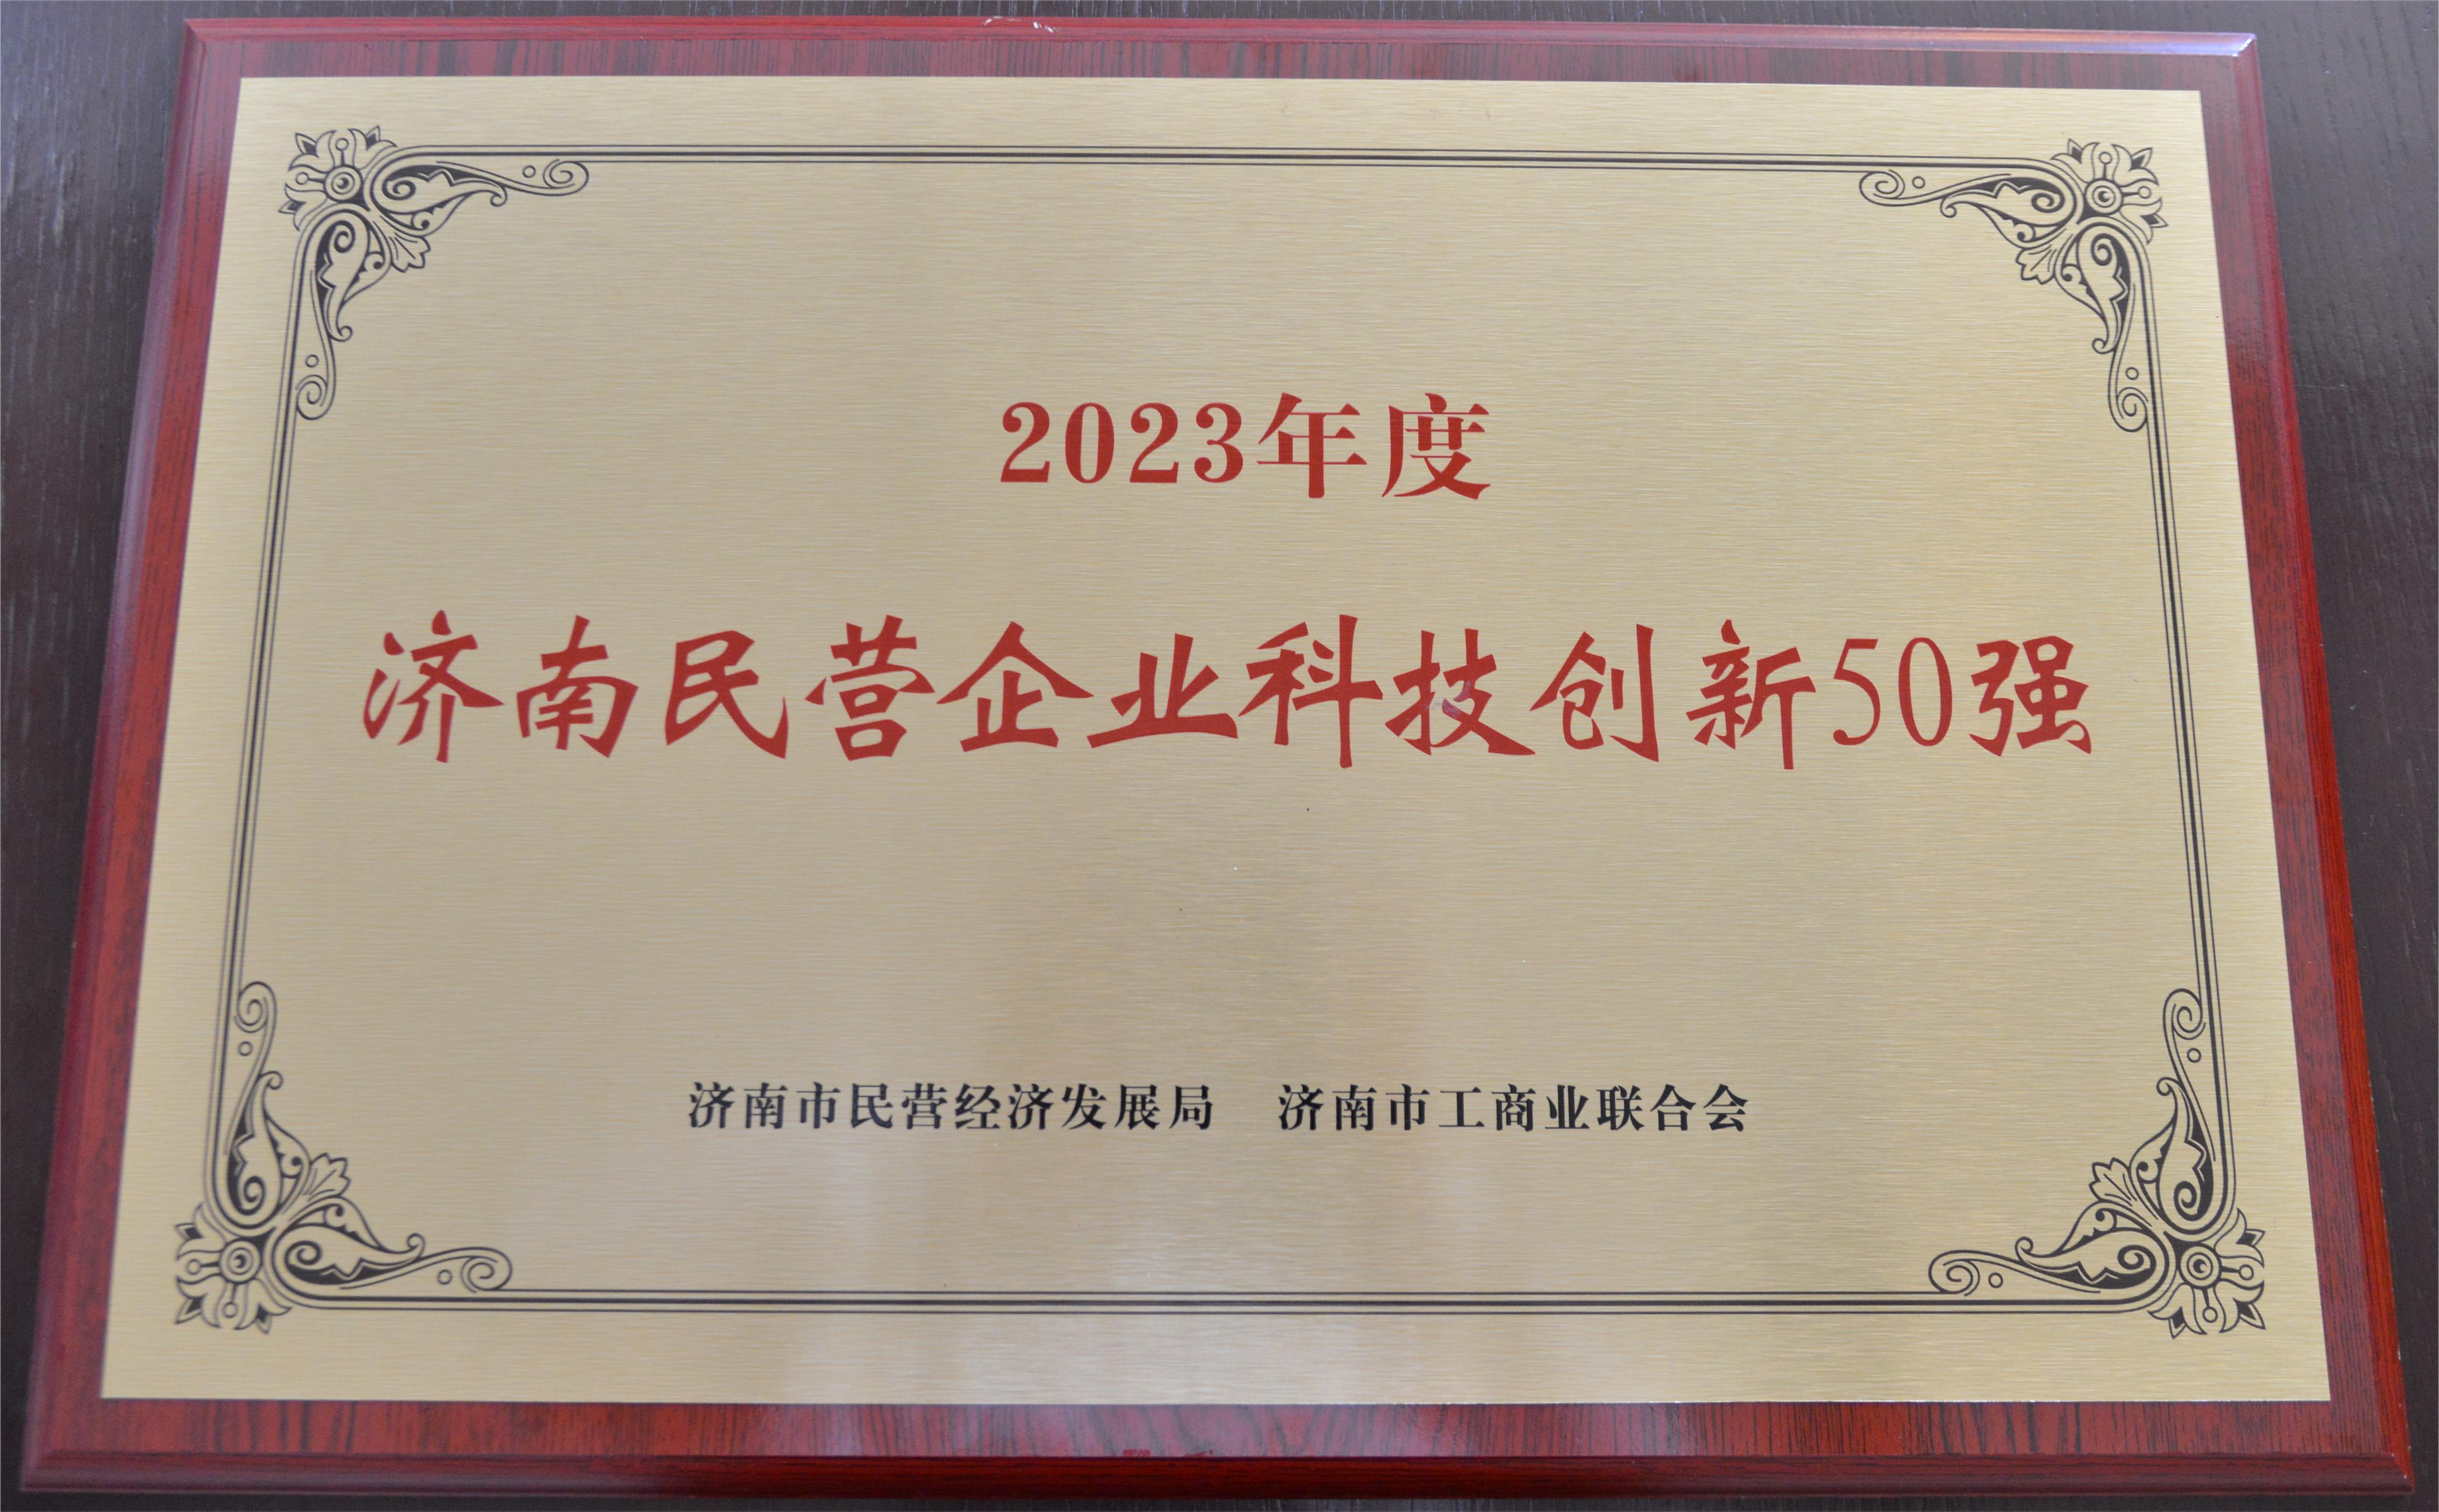 2023年度
济南民营企业科技创新50强
济南市民营经济发展局 济南市工商业联合会